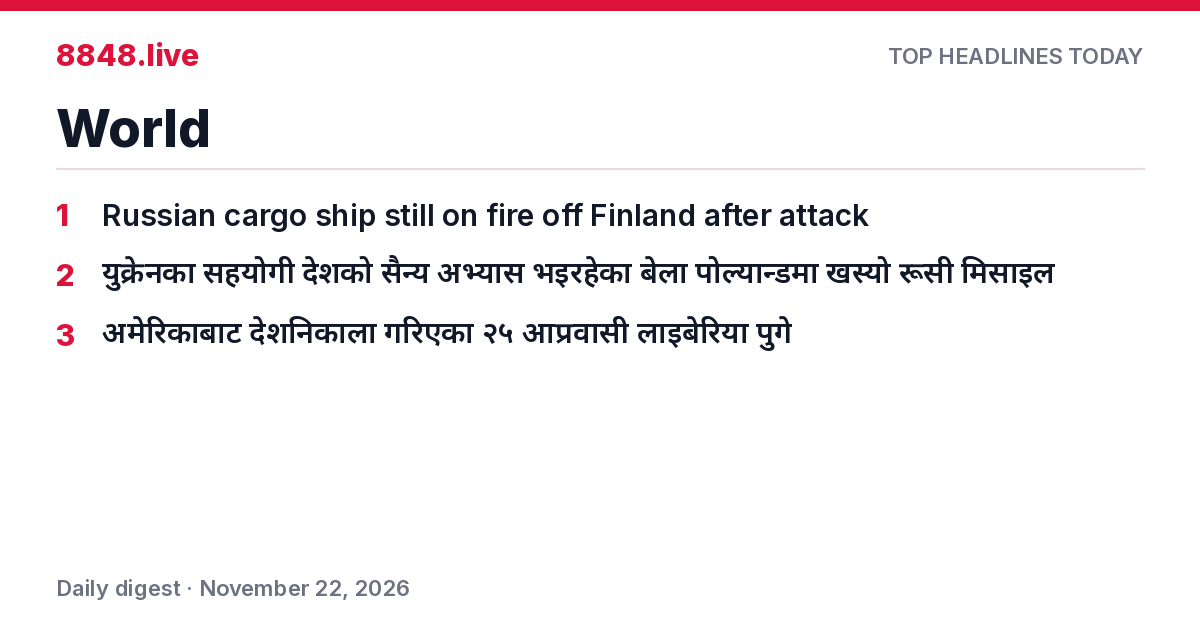 8848.live
TOP HEADLINES TODAY
World
1 Russian cargo ship still on fire off Finland after attack
2 युक्रेनका सहयोगी देशको सैन्य अभ्यास भइरहेका बेला पोल्यान्डमा खस्यो रूसी मिसाइल
3 अमेरिकाबाट देशनिकाला गरिएका २५ आप्रवासी लाइबेरिया पुगे
Daily digest · November 22, 2026